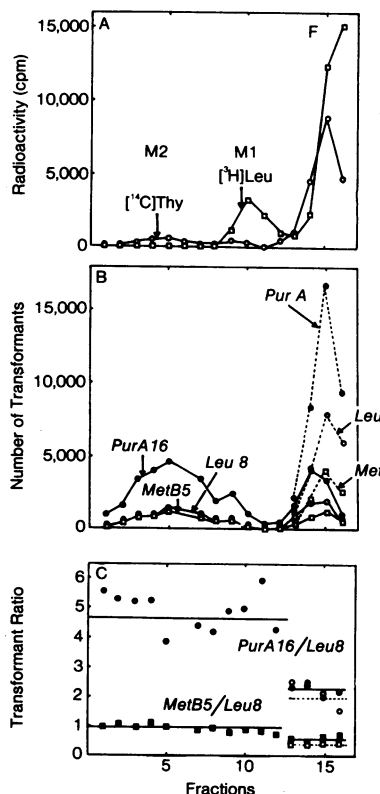 A
F
15,000
10,000
5,000
0
Radioactivity (cpm)
M2
M1
[³H]Leu
[¹⁴C]Thy
B
Pur A
15,000
10,000
5,000
0
Number of Transformants
Leu
PurA16
Leu 8
MetB5
Met
C
6
5
4
3
2
1
0
Transformant Ratio
PurA16/Leu8
MetB5/Leu8
5
10
15
Fractions